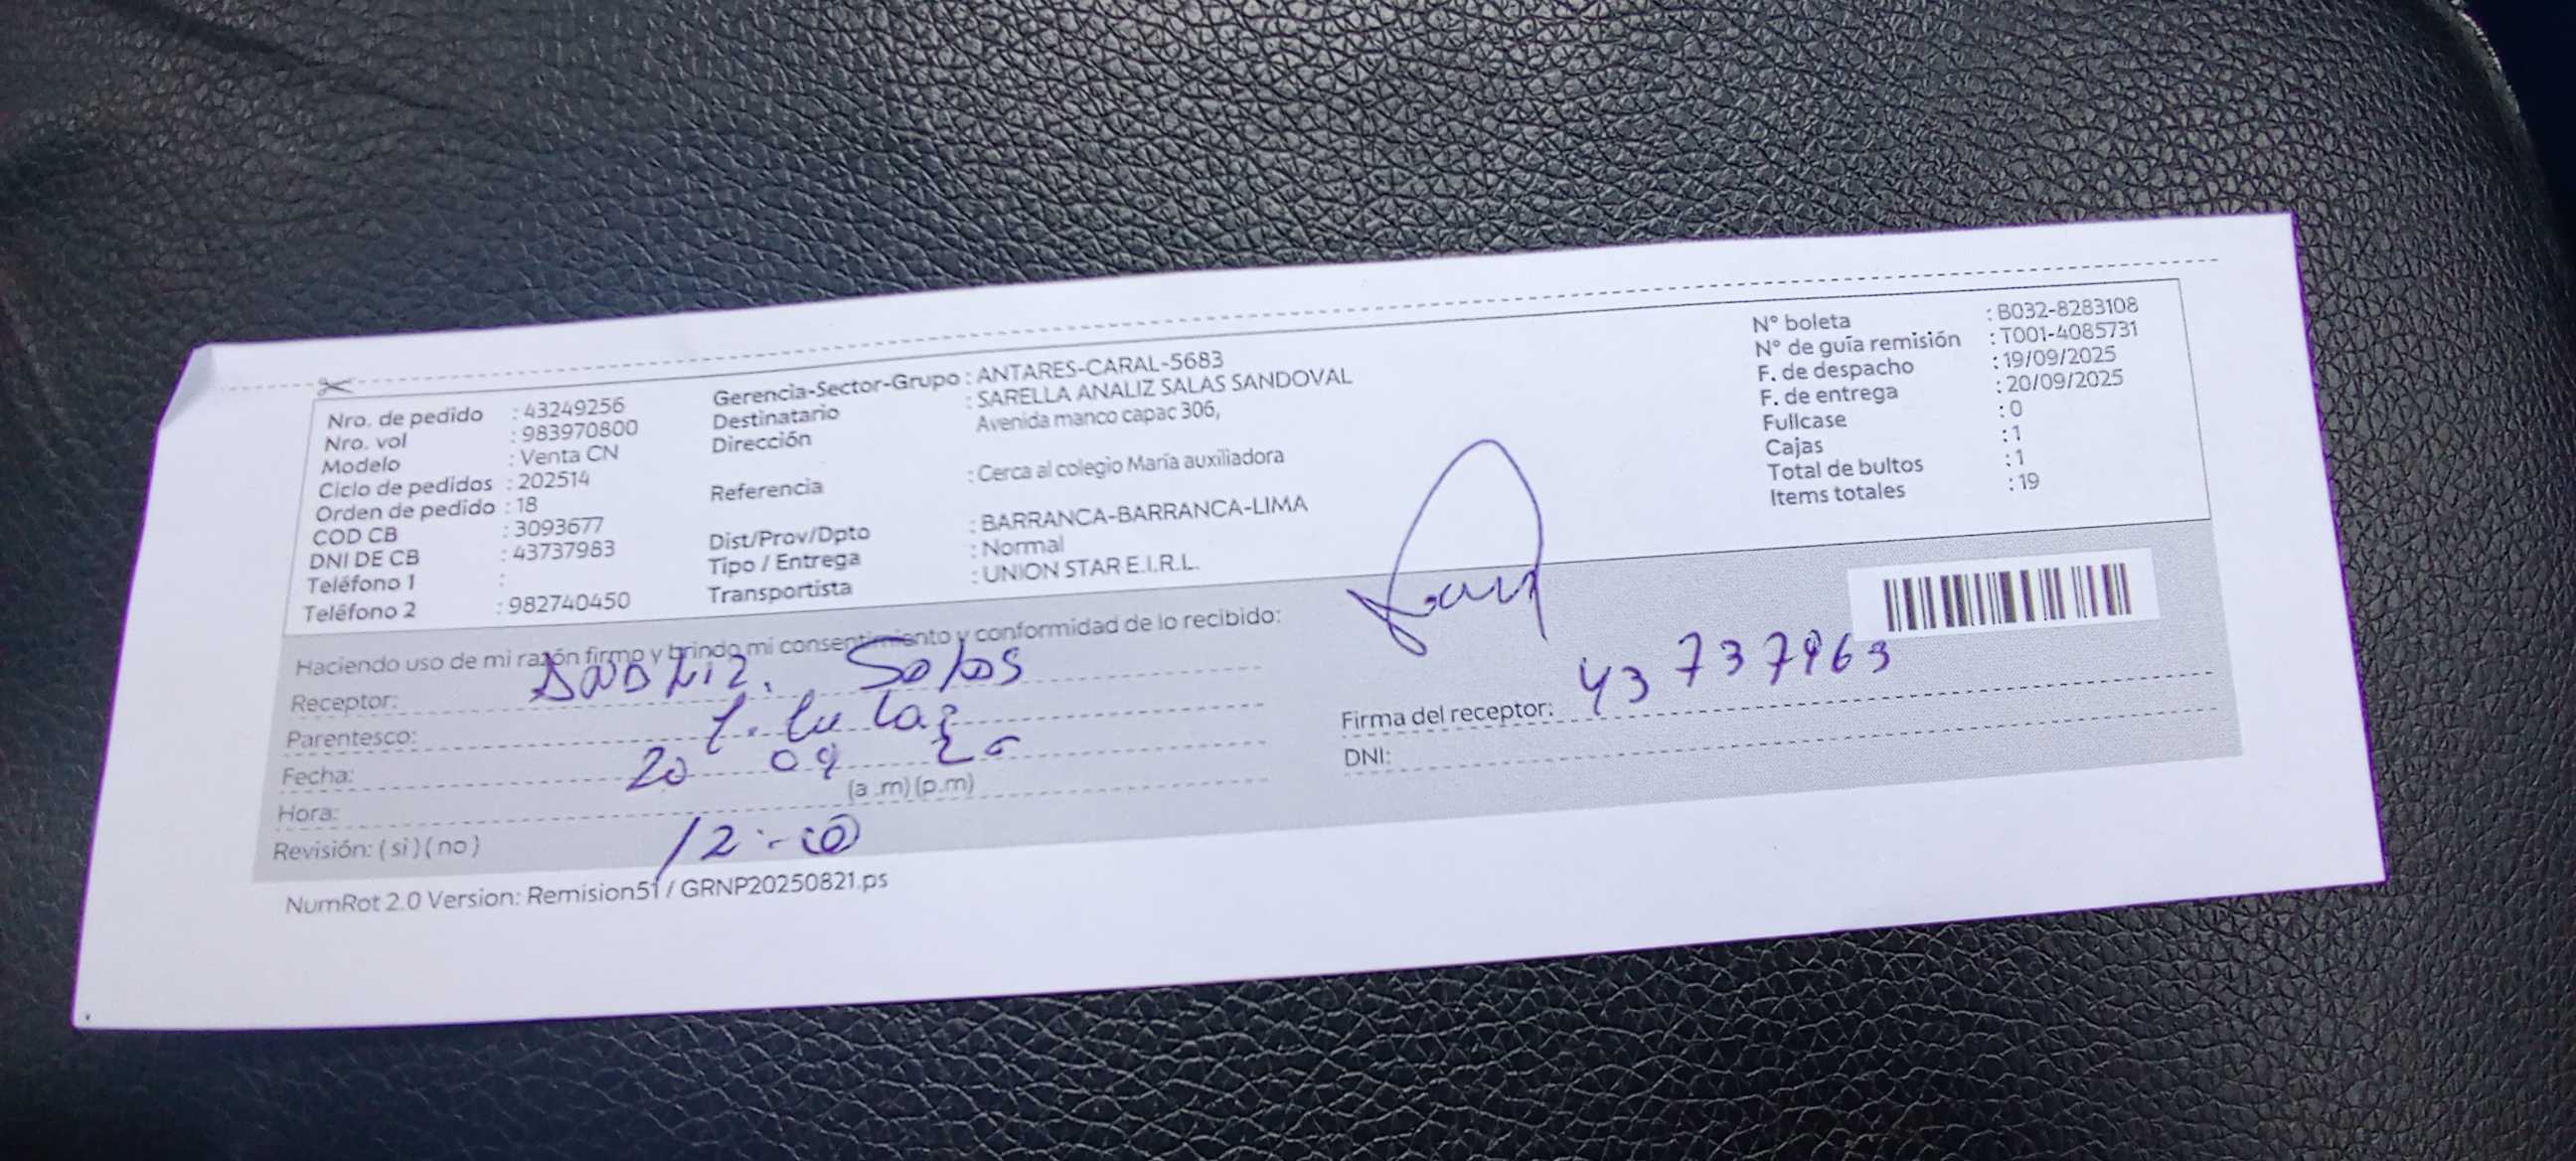 Nro. de pedido : 43249256
Nro. vol : 983970800
Modelo : Venta CN
Ciclo de pedidos : 202514
Orden de pedido : 18
COD CB : 3093677
DNI DE CB : 43737983
Teléfono 1 :
Teléfono 2 : 982740450
Gerencia-Sector-Grupo : ANTARES-CARAL-5683
Destinatario : SARELLA ANALIZ SALAS SANDOVAL
Dirección Avenida manco capac 306,
Referencia : Cerca al colegio María auxiliadora
Dist/Prov/Dpto : BARRANCA-BARRANCA-LIMA
Tipo / Entrega : Normal
Transportista : UNION STAR E.I.R.L.
N° boleta : B032-8283108
N° de guía remisión : T001-4085731
F. de despacho : 19/09/2025
F. de entrega : 20/09/2025
Fullcase : 0
Cajas : 1
Total de bultos : 1
Items totales : 19
Haciendo uso de mi razón firmo y brindo mi consentimiento y conformidad de lo recibido:
Receptor: Analiz. Salas
Parentesco:
Fecha: 20 09
Hora: (a .m) (p.m)
Revisión: ( si ) ( no )
Firma del receptor:
DNI:
NumRot 2.0 Version: Remision51 / GRNP20250821.ps